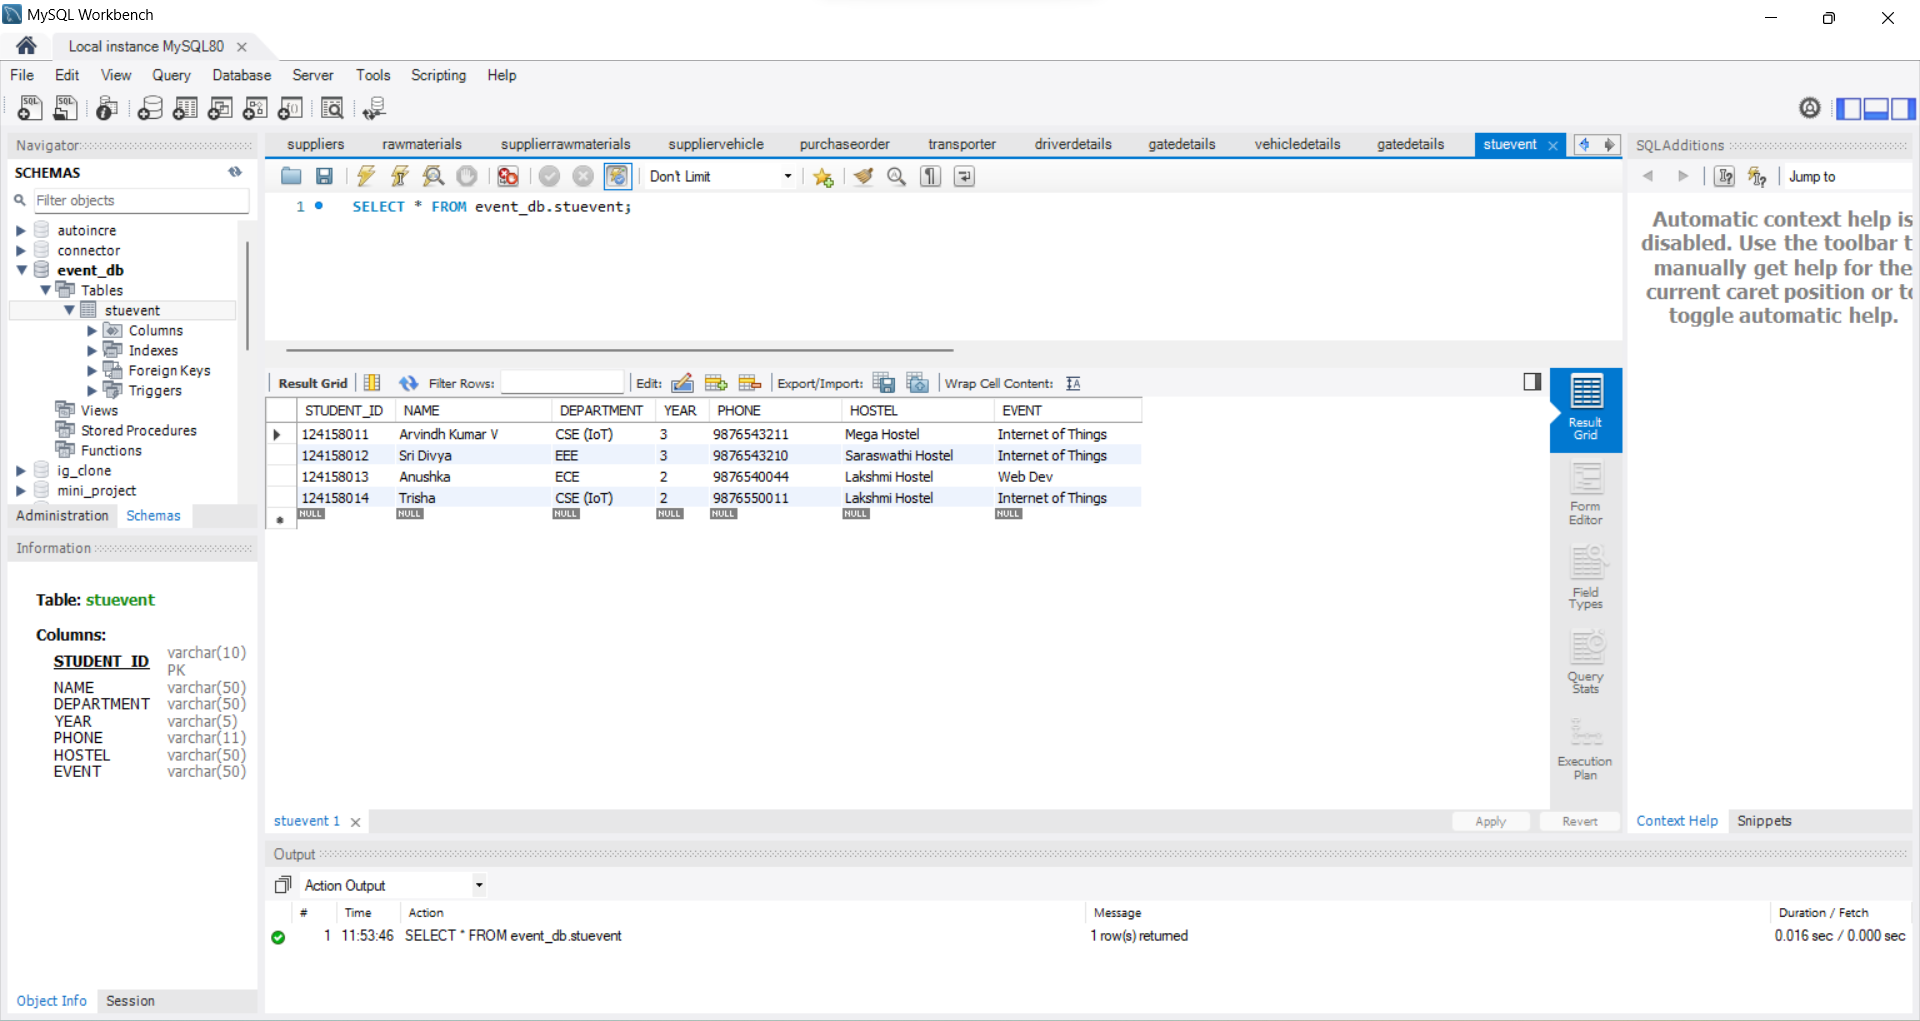 MySQL Workbench
Local instance MySQL80
File Edit View Query Database Server Tools Scripting Help
Navigator
SCHEMAS
Filter objects
autoincre
connector
event_db
Tables
stuevent
Columns
Indexes
Foreign Keys
Triggers
Views
Stored Procedures
Functions
ig_clone
mini_project
Administration Schemas
Information
Table: stuevent
Columns:
STUDENT_ID varchar(10) PK
NAME varchar(50)
DEPARTMENT varchar(50)
YEAR varchar(5)
PHONE varchar(11)
HOSTEL varchar(50)
EVENT varchar(50)
Object Info Session
suppliers rawmaterials supplierrawmaterials suppliervehicle purchaseorder transporter driverdetails gatedetails vehicledetails gatedetails stuevent
Don't Limit
1 SELECT * FROM event_db.stuevent;
Result Grid Filter Rows: Edit: Export/Import: Wrap Cell Content:
STUDENT_ID NAME DEPARTMENT YEAR PHONE HOSTEL EVENT
124158011 Arvindh Kumar V CSE (IoT) 3 9876543211 Mega Hostel Internet of Things
124158012 Sri Divya EEE 3 9876543210 Saraswathi Hostel Internet of Things
124158013 Anushka ECE 2 9876540044 Lakshmi Hostel Web Dev
124158014 Trisha CSE (IoT) 2 9876550011 Lakshmi Hostel Internet of Things
NULL NULL NULL NULL NULL NULL NULL
Result Grid
Form Editor
Field Types
Query Stats
Execution Plan
stuevent 1 Apply Revert
Output
Action Output
# Time Action Message Duration / Fetch
1 11:53:46 SELECT * FROM event_db.stuevent 1 row(s) returned 0.016 sec / 0.000 sec
SQLAdditions
Jump to
Automatic context help is
disabled. Use the toolbar t
manually get help for the
current caret position or to
toggle automatic help.
Context Help Snippets